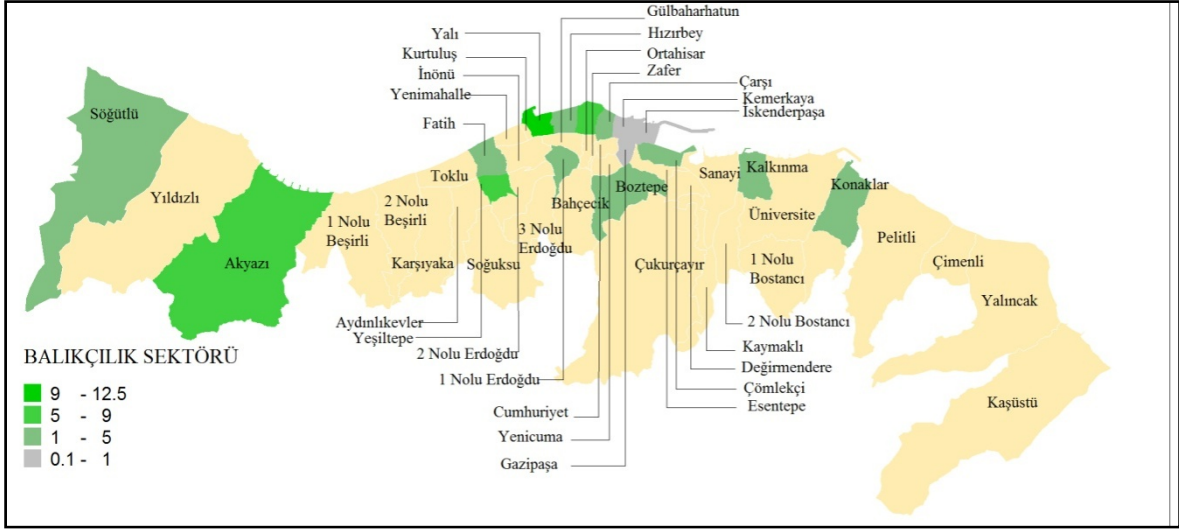 Gülbaharhatun
Yalı
Hızırbey
Kurtuluş
Ortahisar
İnönü
Zafer
Çarşı
Yenimahalle
Kemerkaya
İskenderpaşa
Fatih
Söğütlü
Toklu
Boztepe
Sanayi
Kalkınma
Konaklar
Yıldızlı
2 Nolu
Beşirli
Bahçecik
1 Nolu
Beşirli
Üniversite
3 Nolu
Erdoğdu
Pelitli
Akyazı
Karşıyaka
Soğuksu
Çukurçayır
1 Nolu
Bostancı
Çimenli
Yalıncak
Aydınlıkevler
Yeşiltepe
2 Nolu Bostancı
2 Nolu Erdoğdu
Kaymaklı
1 Nolu Erdoğdu
Değirmendere
Çömlekçi
Cumhuriyet
Esentepe
Kaşüstü
Yenicuma
Gazipaşa
BALIKÇILIK SEKTÖRÜ
9 - 12.5
5 - 9
1 - 5
0.1 - 1